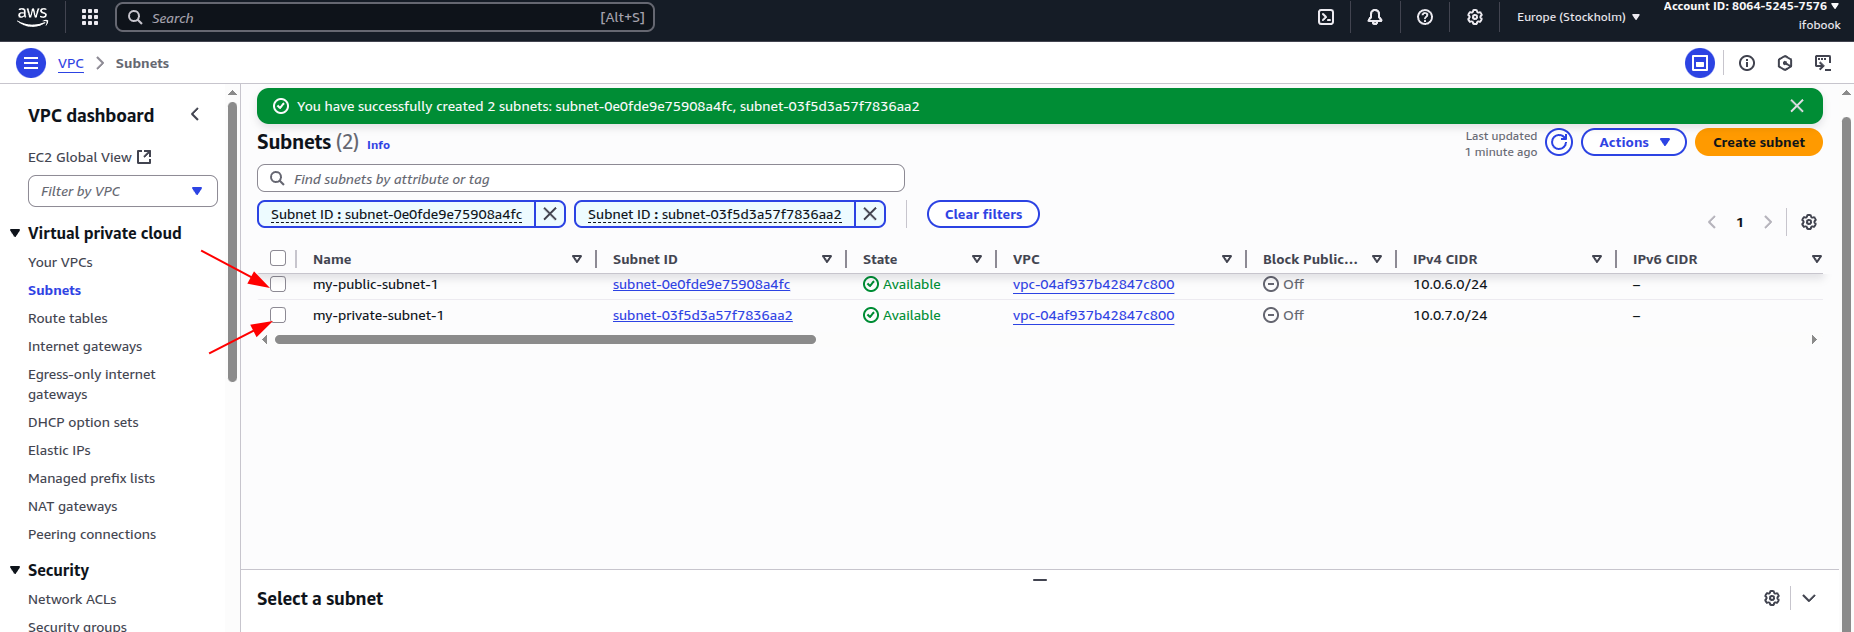 aws
Search [Alt+S]
Europe (Stockholm)
Account ID: 8064-5245-7576
ifobook
VPC Subnets
VPC dashboard
EC2 Global View
Filter by VPC
Virtual private cloud
Your VPCs
Subnets
Route tables
Internet gateways
Egress-only internet
gateways
DHCP option sets
Elastic IPs
Managed prefix lists
NAT gateways
Peering connections
Security
Network ACLs
Security groups
You have successfully created 2 subnets: subnet-0e0fde9e75908a4fc, subnet-03f5d3a57f7836aa2
Subnets (2) Info
Last updated
1 minute ago
Actions
Create subnet
Find subnets by attribute or tag
Subnet ID : subnet-0e0fde9e75908a4fc
Subnet ID : subnet-03f5d3a57f7836aa2
Clear filters
1
Name Subnet ID State VPC Block Public... IPv4 CIDR IPv6 CIDR
my-public-subnet-1 subnet-0e0fde9e75908a4fc Available vpc-04af937b42847c800 Off 10.0.6.0/24 –
my-private-subnet-1 subnet-03f5d3a57f7836aa2 Available vpc-04af937b42847c800 Off 10.0.7.0/24 –
Select a subnet